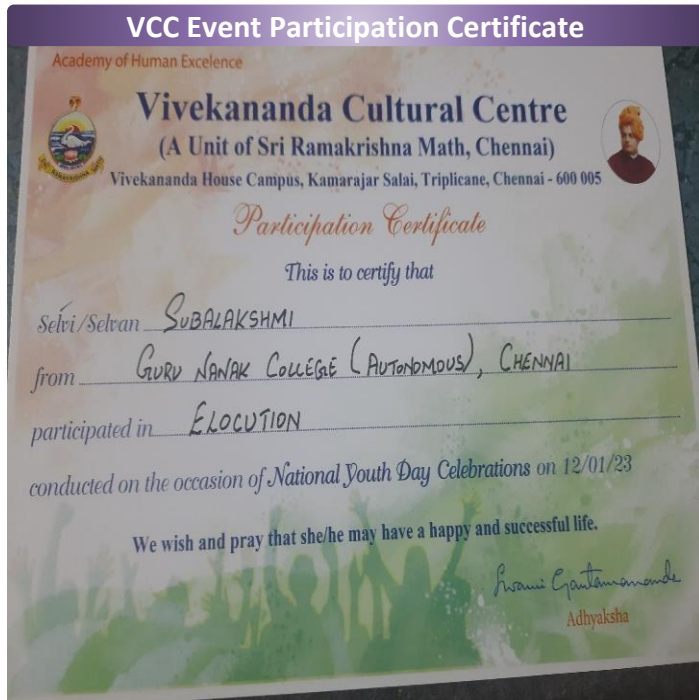 VCC Event Participation Certificate
Academy of Human Excelence
Vivekananda Cultural Centre
(A Unit of Sri Ramakrishna Math, Chennai)
Vivekananda House Campus, Kamarajar Salai, Triplicane, Chennai - 600 005
Participation Certificate
This is to certify that
Selvi/Selvan SUBALAKSHMI
from GURU NANAK COLLEGE (AUTONOMOUS), CHENNAI
participated in ELOCUTION
conducted on the occasion of National Youth Day Celebrations on 12/01/23
We wish and pray that she/he may have a happy and successful life.
Swami Gautamananda
Adhyaksha